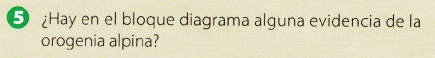 5 ¿Hay en el bloque diagrama alguna evidencia de la
orogenia alpina?